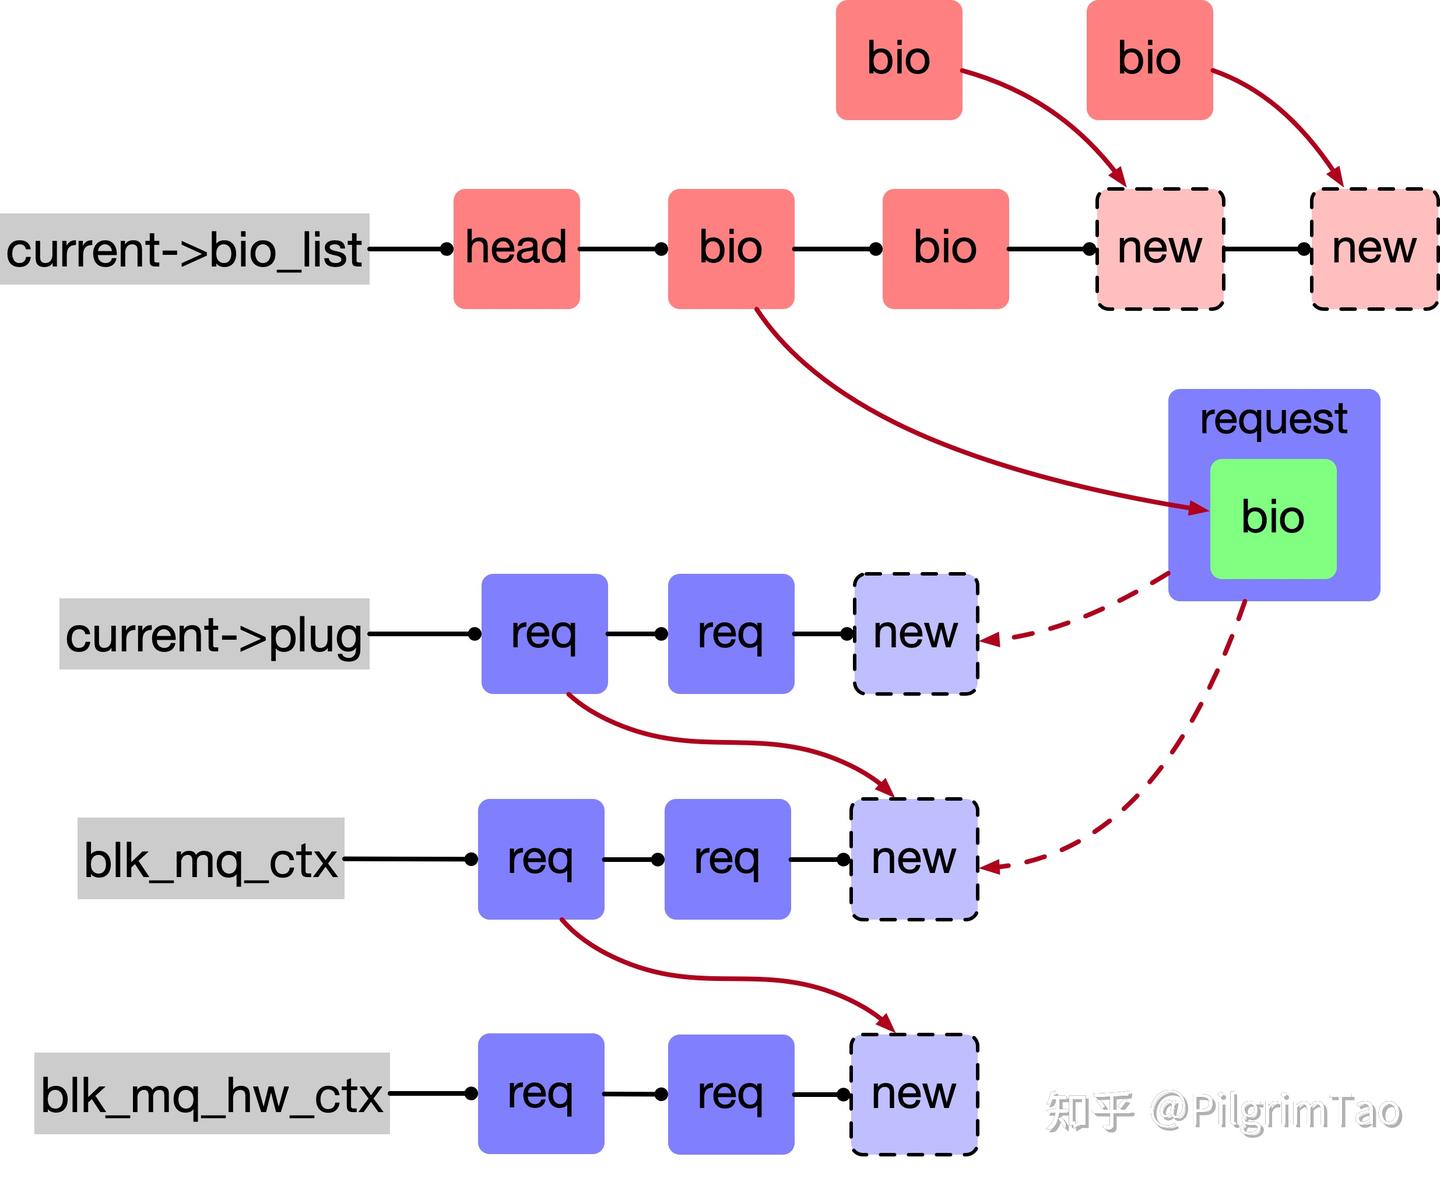 bio
bio
current->bio_list
head
bio
bio
new
new
request
bio
current->plug
req
req
new
blk_mq_ctx
req
req
new
blk_mq_hw_ctx
req
req
new
知乎 @PilgrimTao